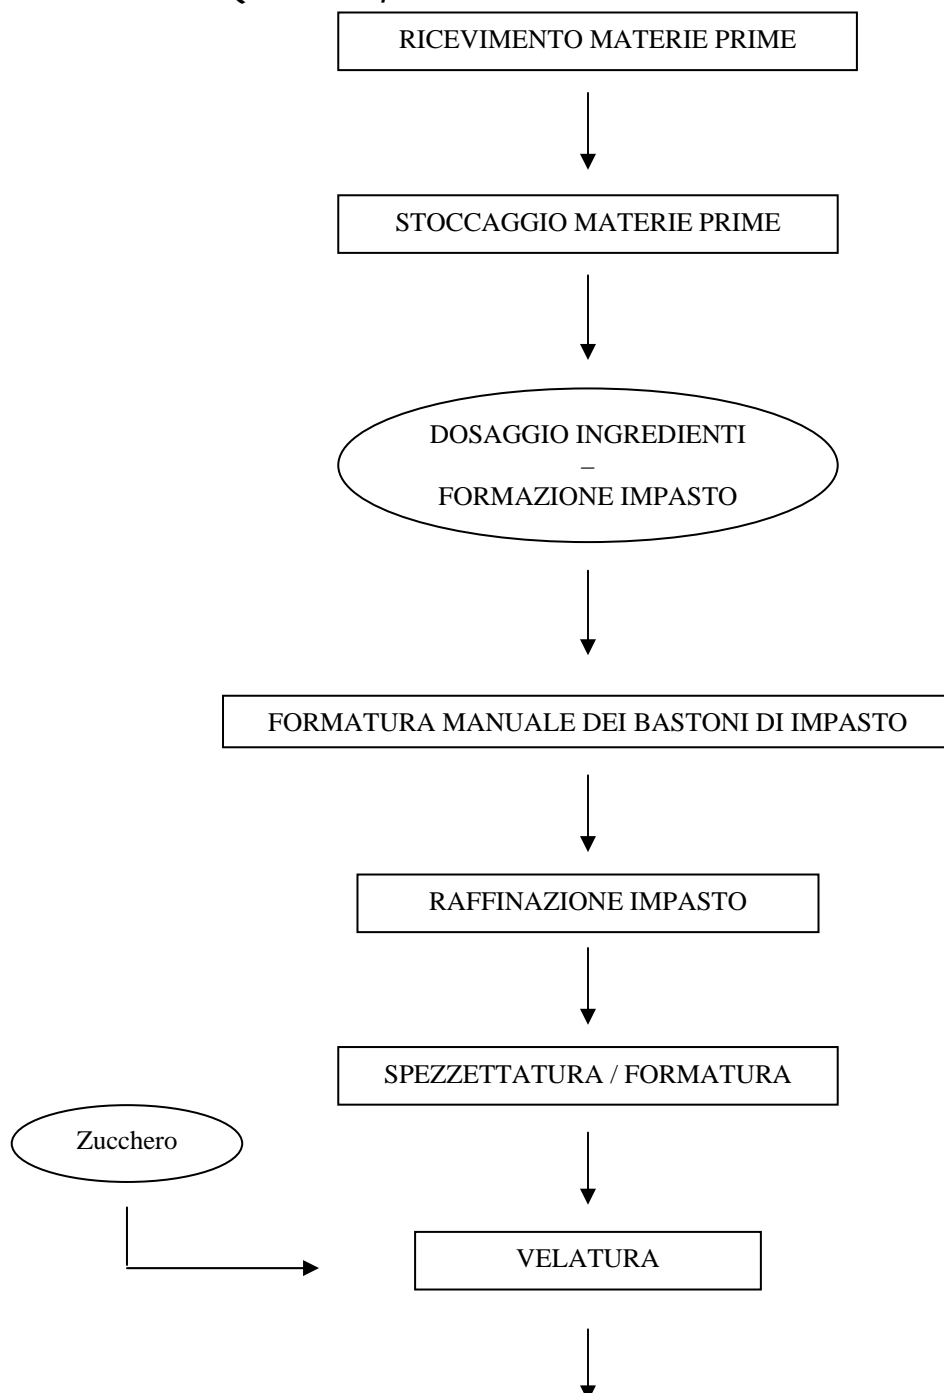 RICEVIMENTO MATERIE PRIME
STOCCAGGIO MATERIE PRIME
DOSAGGIO INGREDIENTI
–
FORMAZIONE IMPASTO
FORMATURA MANUALE DEI BASTONI DI IMPASTO
RAFFINAZIONE IMPASTO
SPEZZETTATURA / FORMATURA
Zucchero
VELATURA